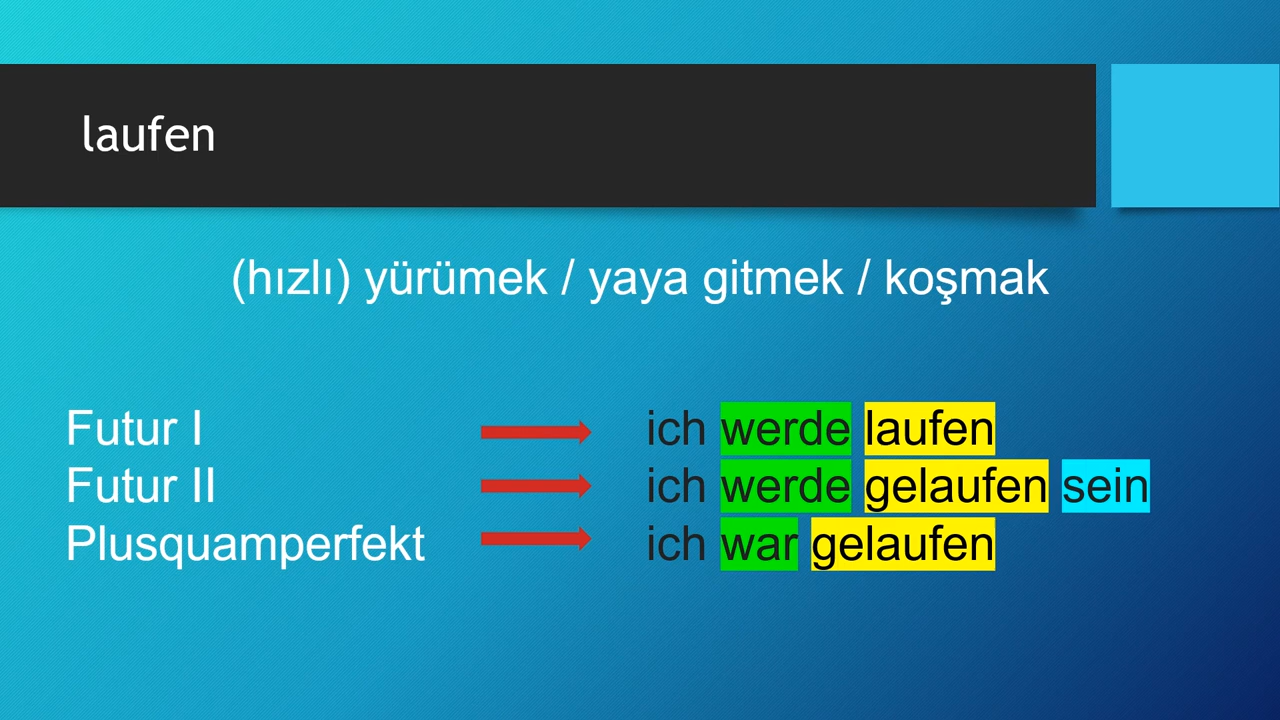 laufen
(hızlı) yürümek / yaya gitmek / koşmak
Futur I ich werde laufen
Futur II ich werde gelaufen sein
Plusquamperfekt ich war gelaufen